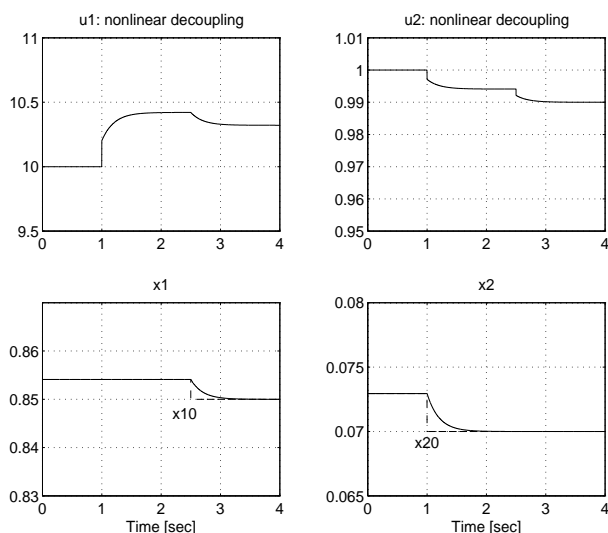 u1: nonlinear decoupling
11
10.5
10
9.5
0 1 2 3 4
u2: nonlinear decoupling
1.01
1
0.99
0.98
0.97
0.96
0.95
0 1 2 3 4
x1
0.86
0.85
0.84
0.83
x10
0 1 2 3 4
Time [sec]
x2
0.08
0.075
0.07
0.065
x20
0 1 2 3 4
Time [sec]